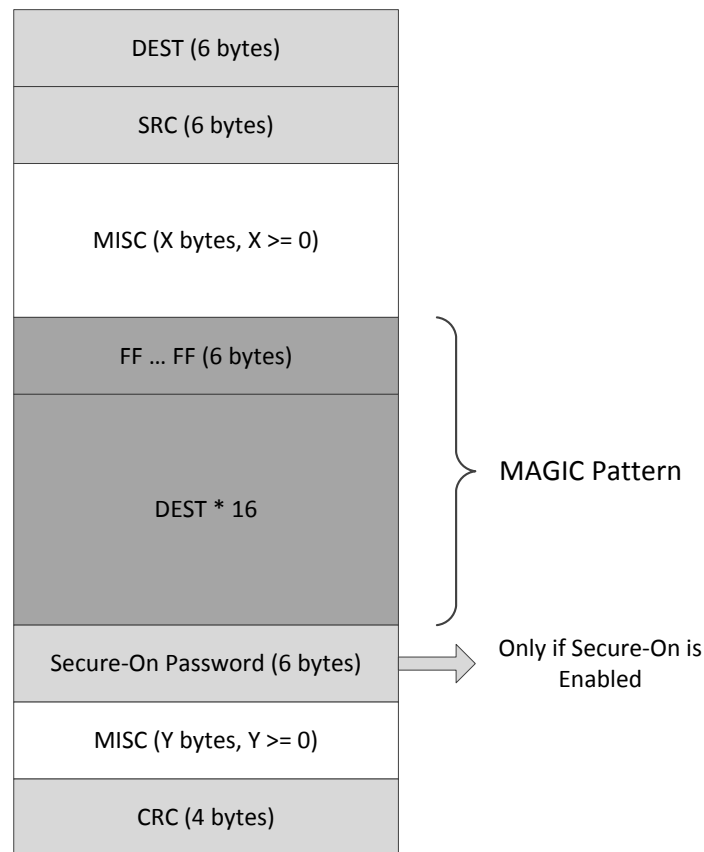 DEST (6 bytes)
SRC (6 bytes)
MISC (X bytes, X >= 0)
FF ... FF (6 bytes)
MAGIC Pattern
DEST * 16
Secure-On Password (6 bytes)
Only if Secure-On is
Enabled
MISC (Y bytes, Y >= 0)
CRC (4 bytes)